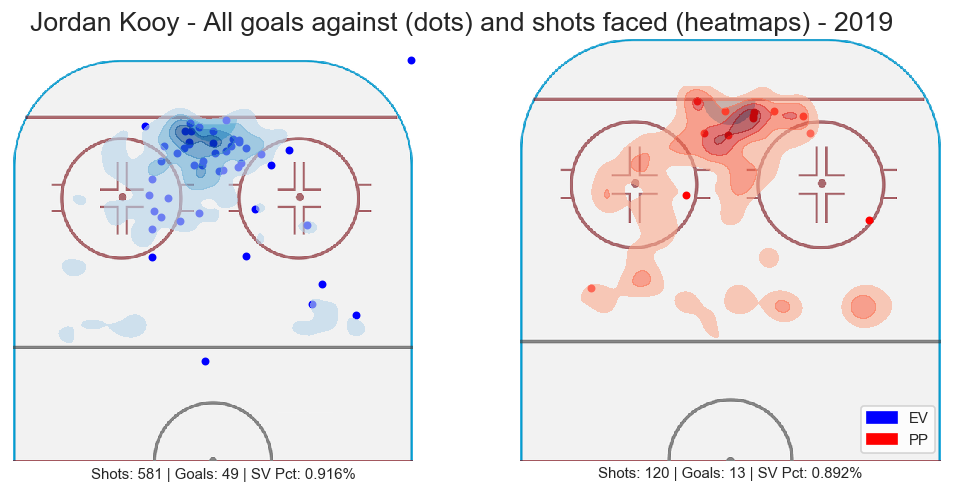 Jordan Kooy - All goals against (dots) and shots faced (heatmaps) - 2019
EV
PP
Shots: 581 | Goals: 49 | SV Pct: 0.916%
Shots: 120 | Goals: 13 | SV Pct: 0.892%